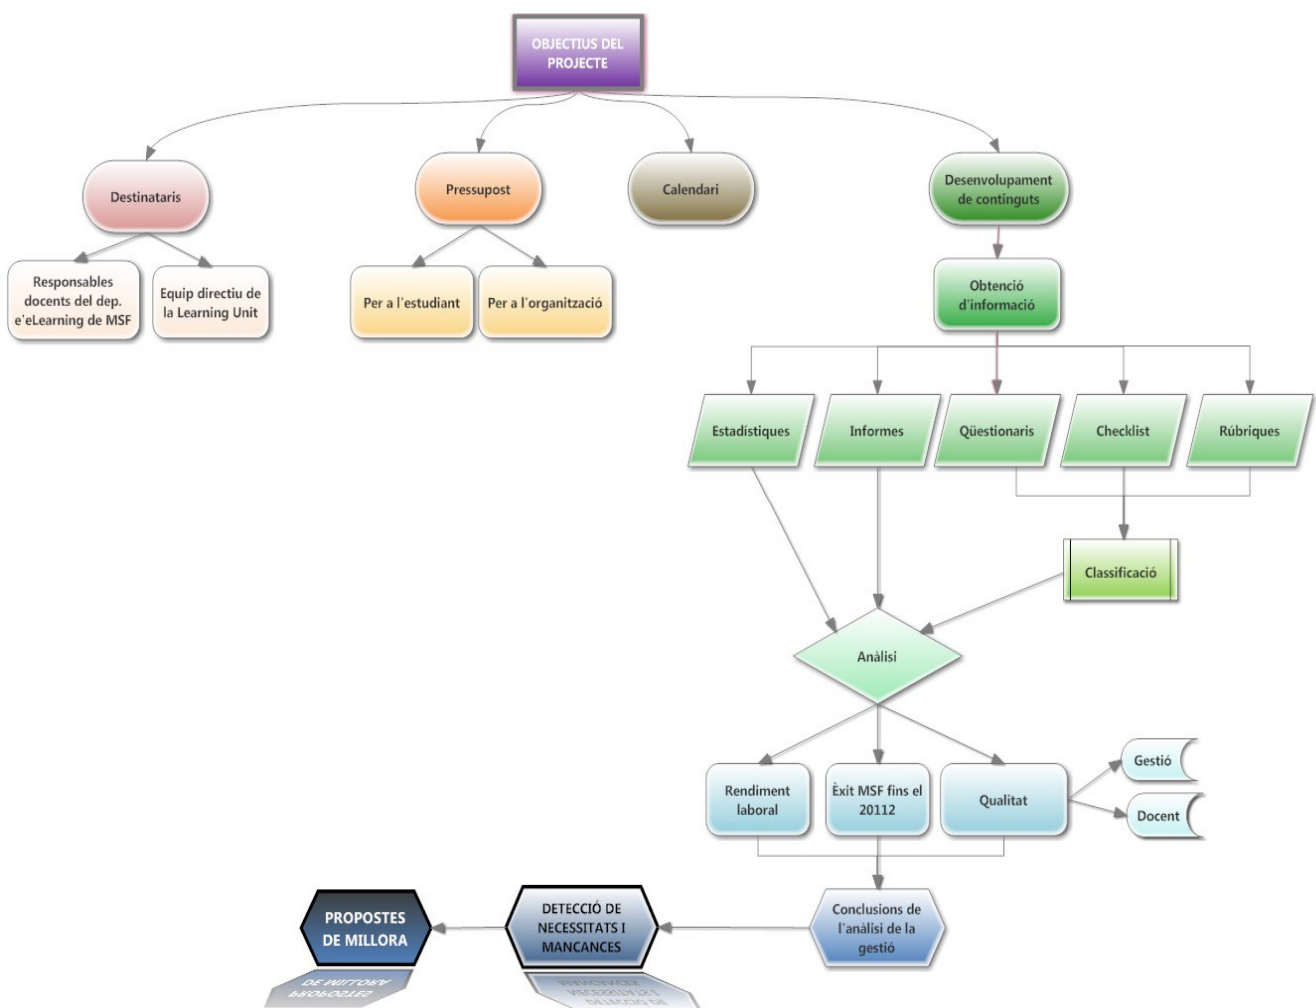 OBJECTIUS DEL
PROJECTE
Destinataris
Pressupost
Calendari
Desenvolupament
de continguts
Responsables
docents del dep.
e'eLearning de MSF
Equip directiu de
la Learning Unit
Per a l'estudiant
Per a l'organització
Obtenció
d'informació
Estadístiques
Informes
Qüestionaris
Checklist
Rúbriques
Classificació
Anàlisi
Rendiment
laboral
Èxit MSF fins el
20112
Qualitat
Gestió
Docent
Conclusions de
l'anàlisi de la
gestió
DETECCIÓ DE
NECESSITATS I
MANCANCES
PROPOSTES
DE MILLORA